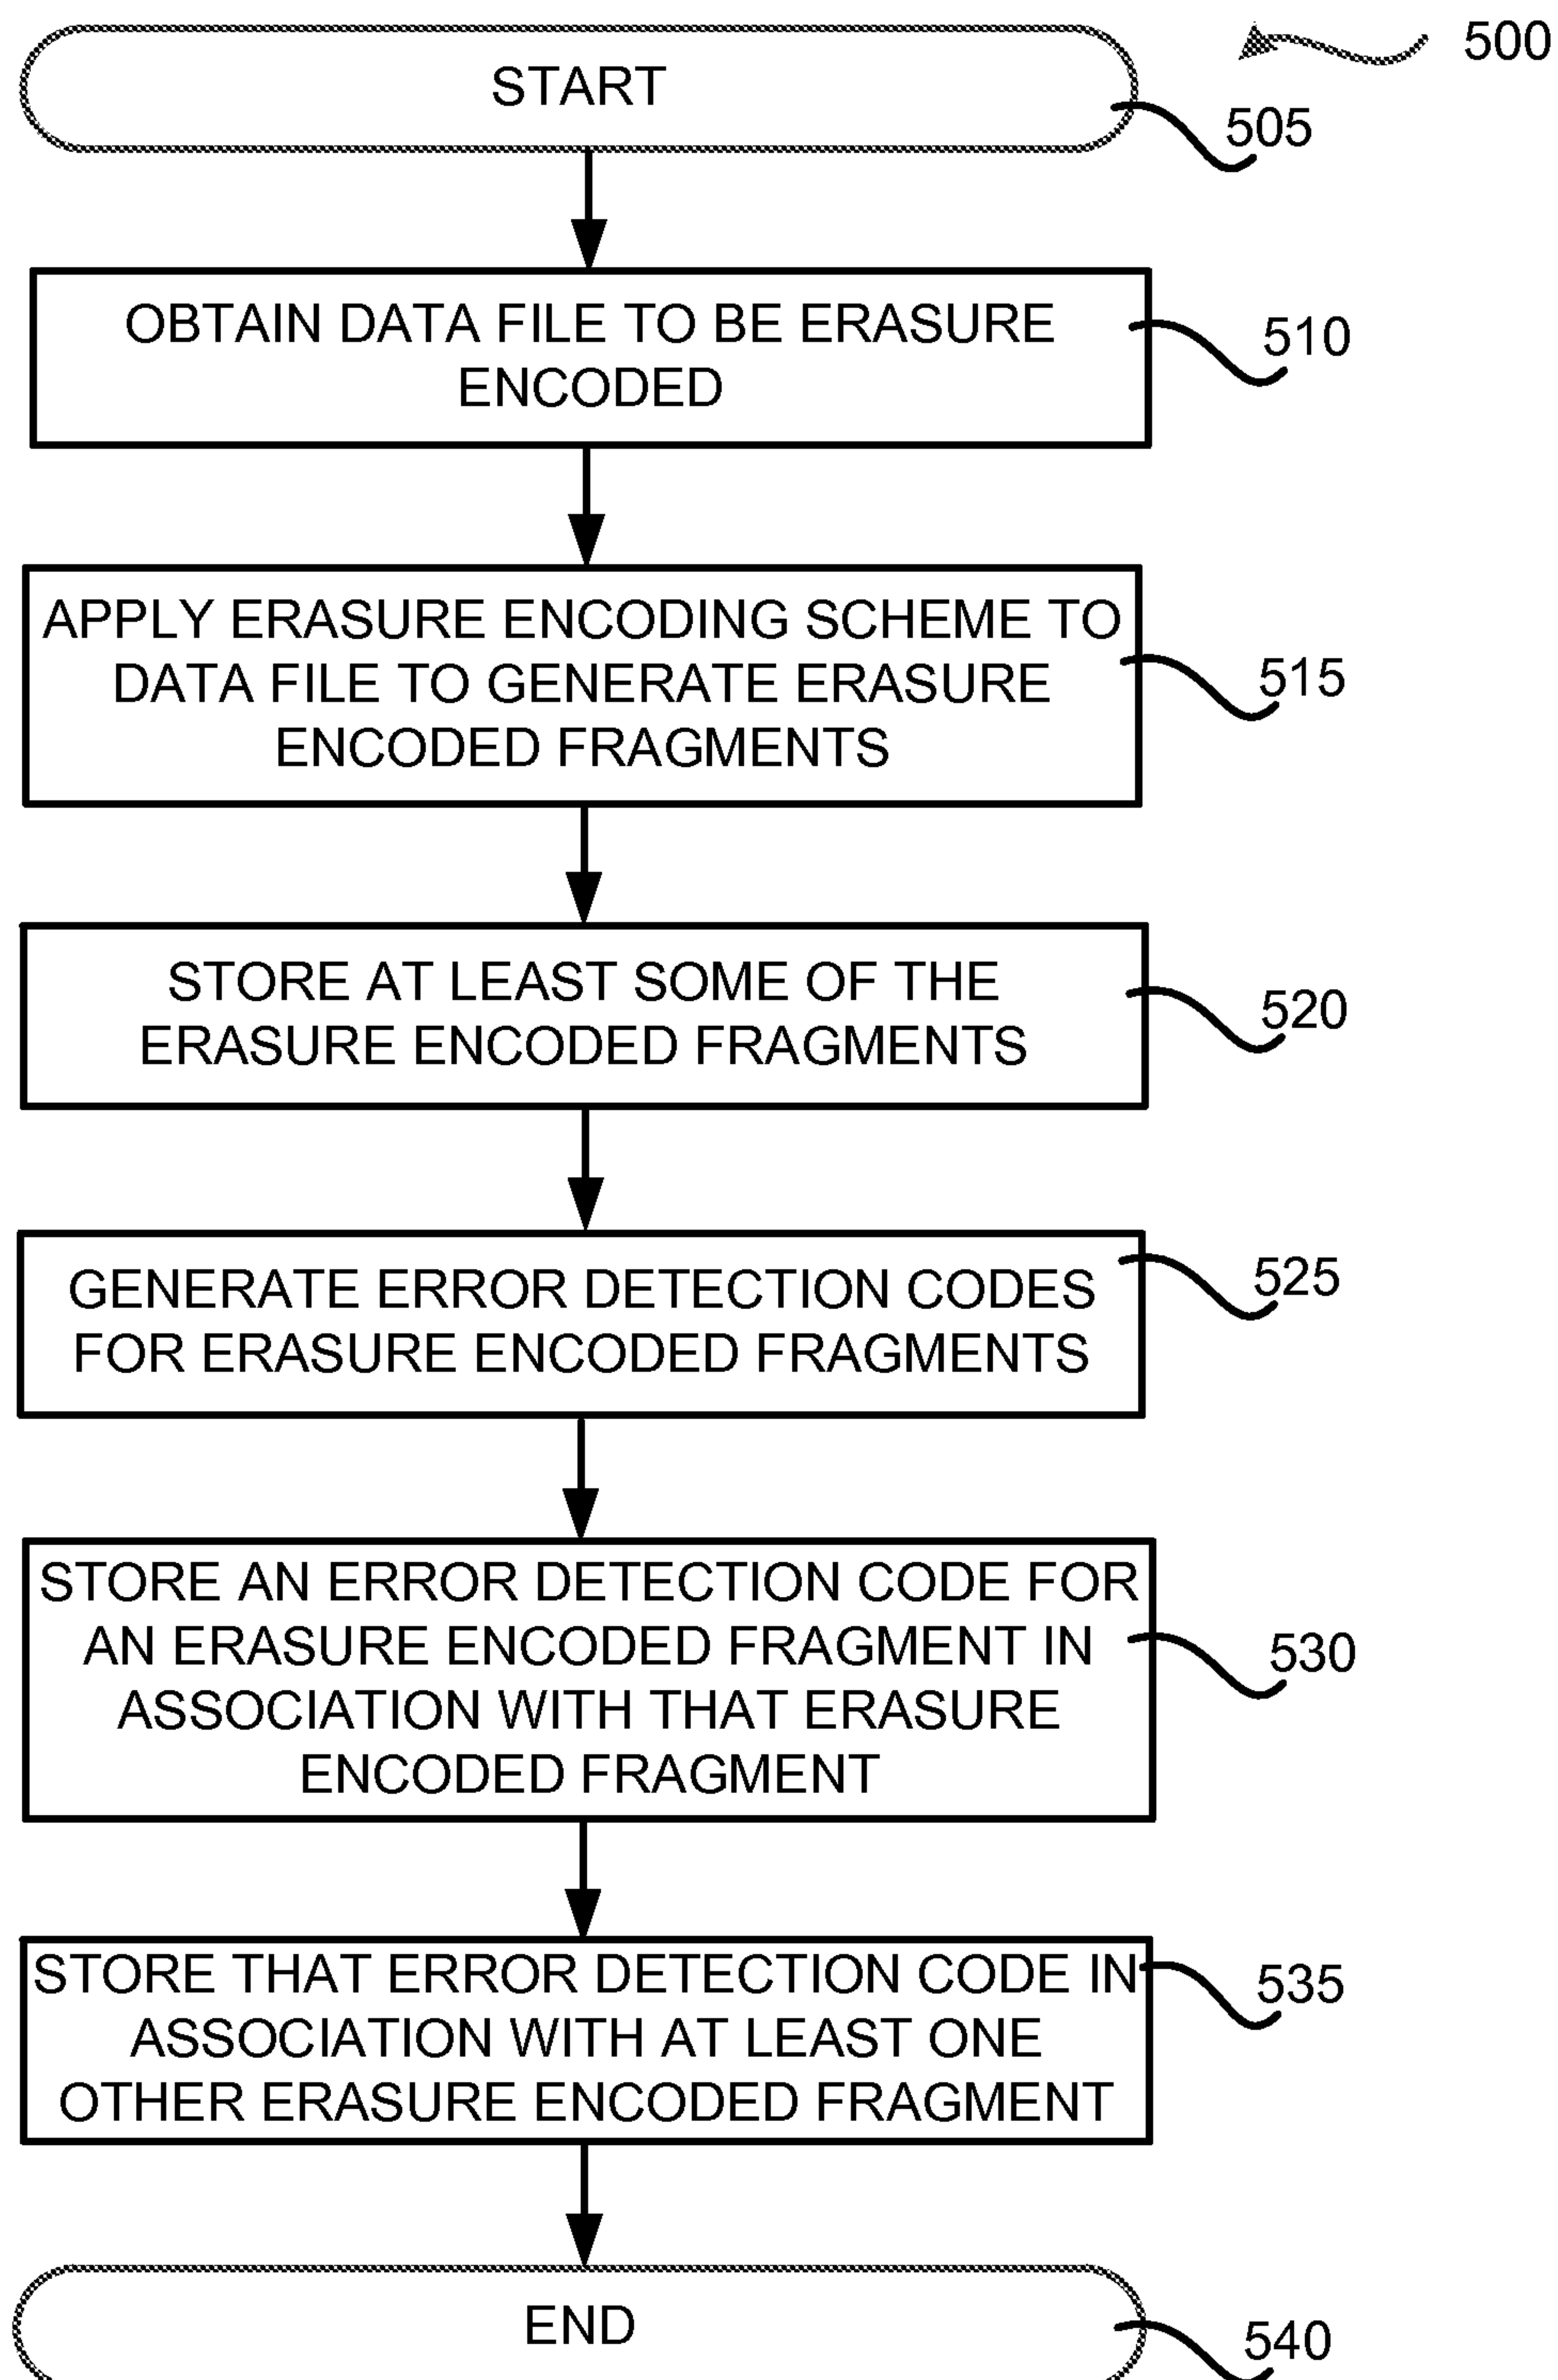 500
START
505
OBTAIN DATA FILE TO BE ERASURE
ENCODED
510
APPLY ERASURE ENCODING SCHEME TO
DATA FILE TO GENERATE ERASURE
ENCODED FRAGMENTS
515
STORE AT LEAST SOME OF THE
ERASURE ENCODED FRAGMENTS
520
GENERATE ERROR DETECTION CODES
FOR ERASURE ENCODED FRAGMENTS
525
STORE AN ERROR DETECTION CODE FOR
AN ERASURE ENCODED FRAGMENT IN
ASSOCIATION WITH THAT ERASURE
ENCODED FRAGMENT
530
STORE THAT ERROR DETECTION CODE IN
ASSOCIATION WITH AT LEAST ONE
OTHER ERASURE ENCODED FRAGMENT
535
END
540